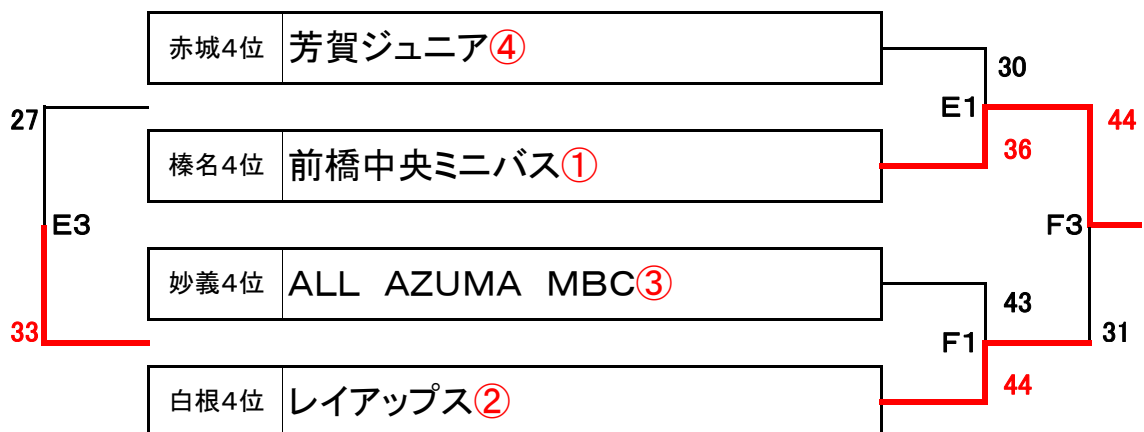 赤城4位 芳賀ジュニア④
30
27
E1
44
榛名4位 前橋中央ミニバス①
36
E3
F3
妙義4位 ALL AZUMA MBC③
43
33
F1
31
白根4位 レイアップス②
44